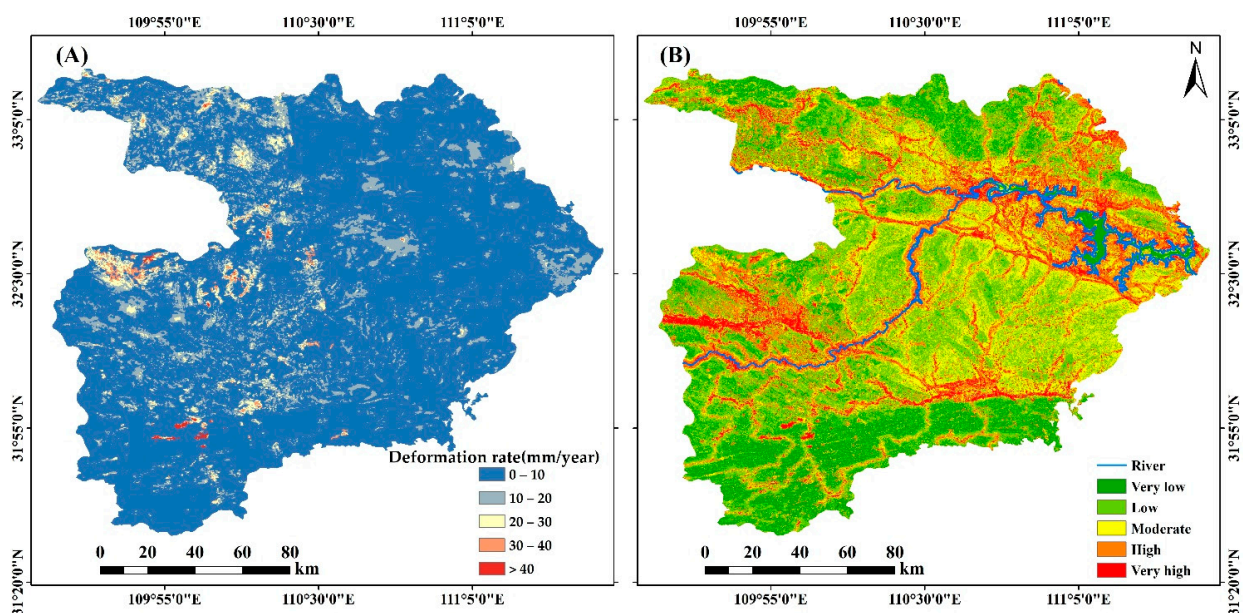 109°55'0"E 110°30'0"E 111°5'0"E 109°55'0"E 110°30'0"E 111°5'0"E
(A) (B) N
33°5'0"N 33°5'0"N
32°30'0"N 32°30'0"N
31°55'0"N 31°55'0"N
31°20'0"N 31°20'0"N
Deformation rate(mm/year)
0 – 10
10 – 20
20 – 30
30 – 40
> 40
0 20 40 60 80
km
River
Very low
Low
Moderate
High
Very high
0 20 40 60 80
km
109°55'0"E 110°30'0"E 111°5'0"E 109°55'0"E 110°30'0"E 111°5'0"E